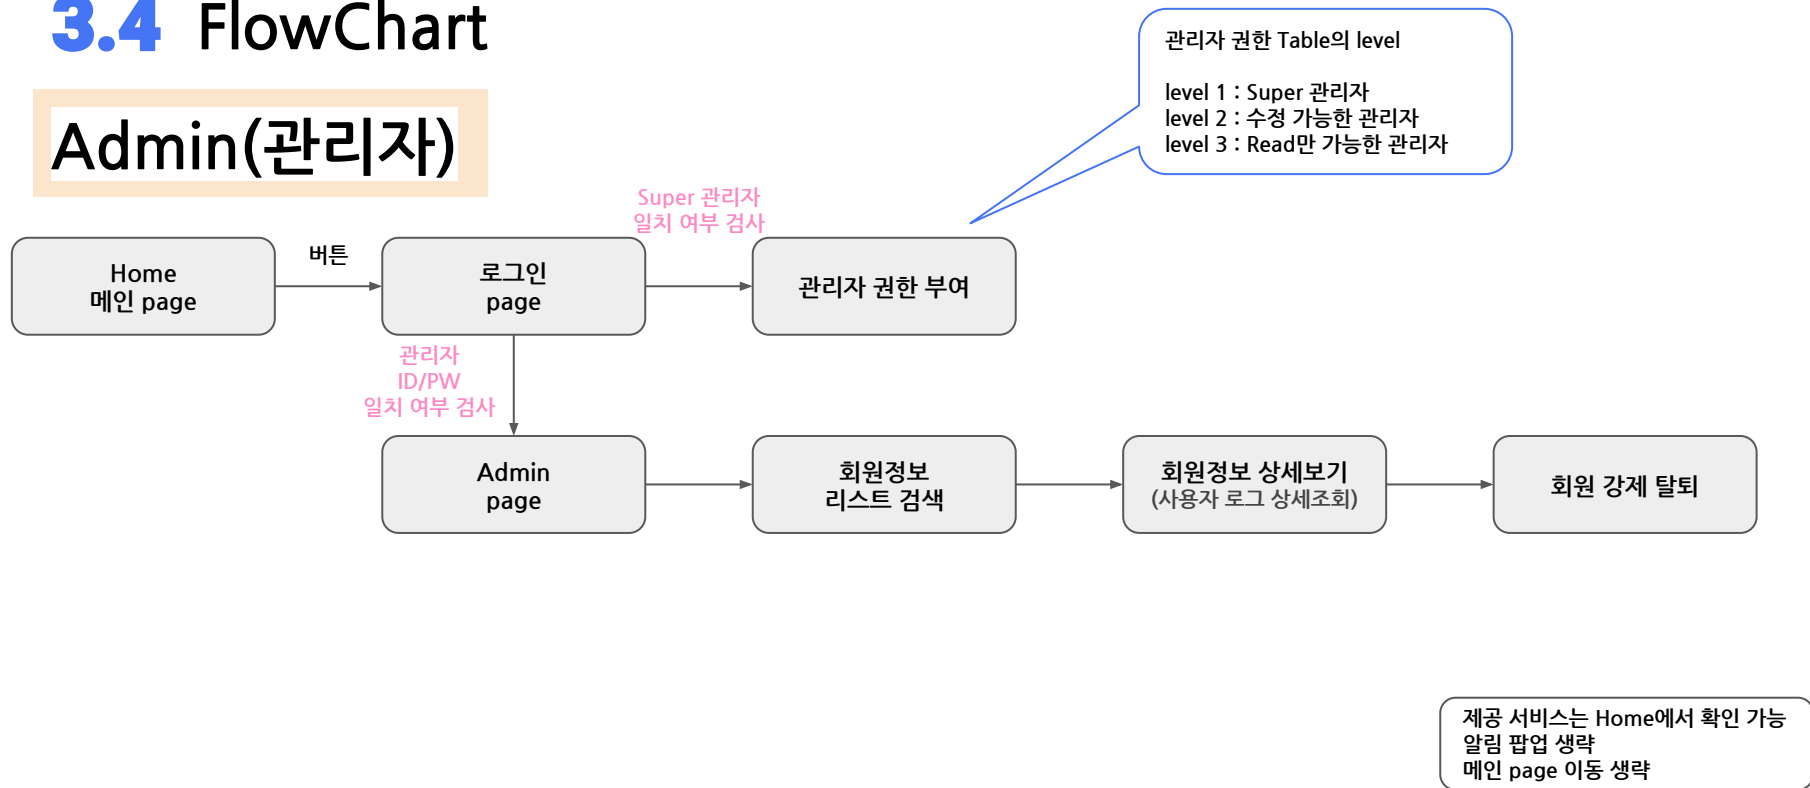 3.4 FlowChart
Admin(관리자)
관리자 권한 Table의 level
level 1 : Super 관리자
level 2 : 수정 가능한 관리자
level 3 : Read만 가능한 관리자
Super 관리자
일치 여부 검사
Home
메인 page
버튼
로그인
page
관리자 권한 부여
관리자
ID/PW
일치 여부 검사
Admin
page
회원정보
리스트 검색
회원정보 상세보기
(사용자 로그 상세조회)
회원 강제 탈퇴
제공 서비스는 Home에서 확인 가능
알림 팝업 생략
메인 page 이동 생략